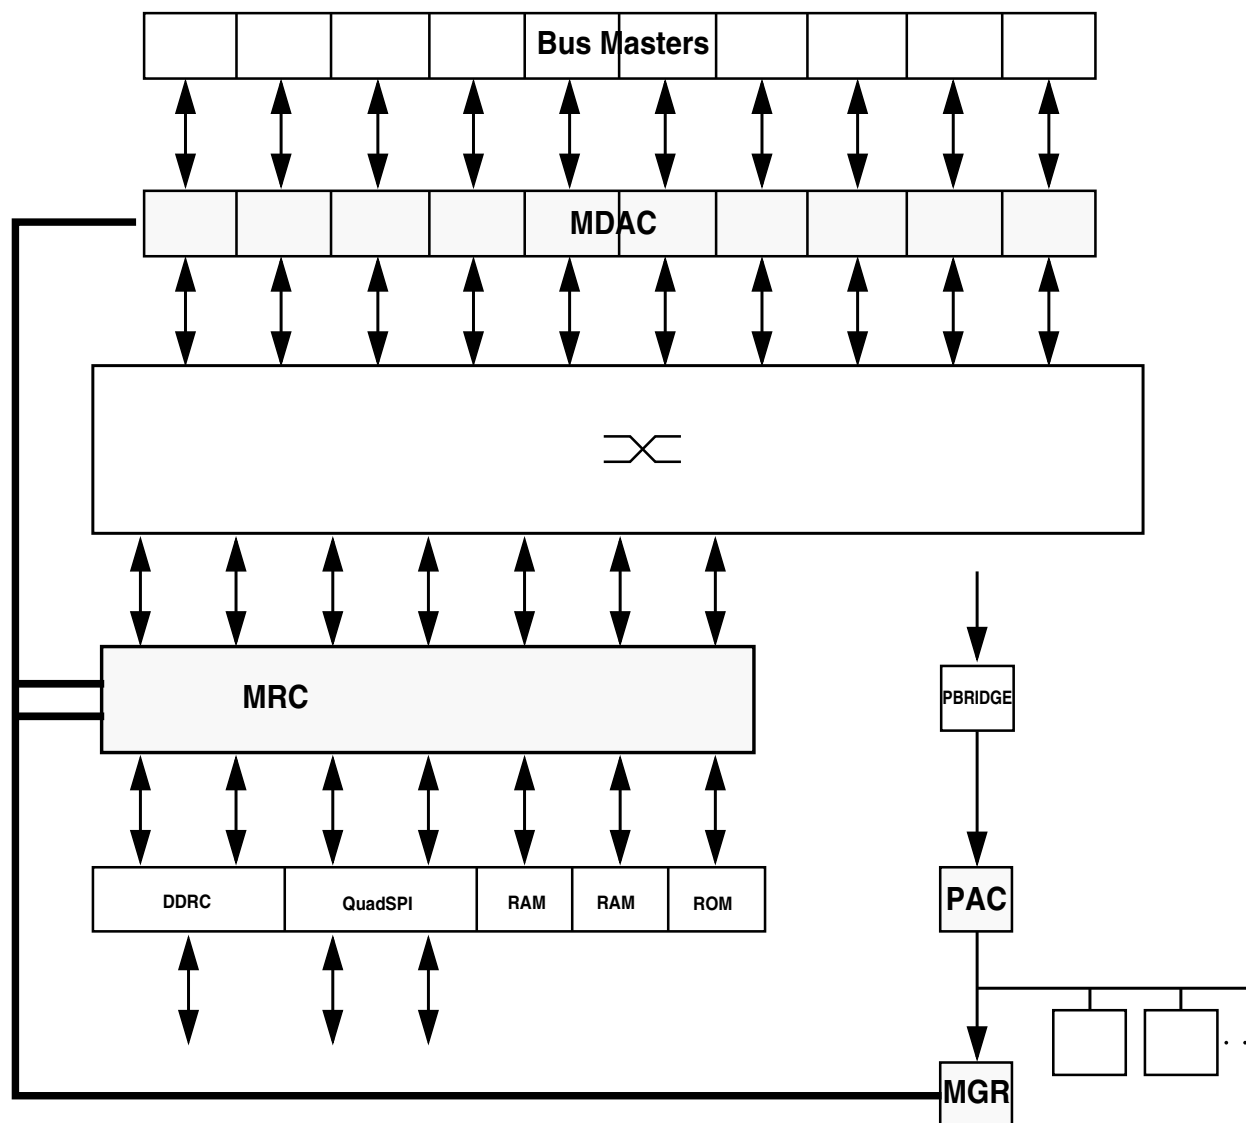 Bus Masters
MDAC
MRC
PBRIDGE
DDRC
QuadSPI
RAM
RAM
ROM
PAC
. .
MGR